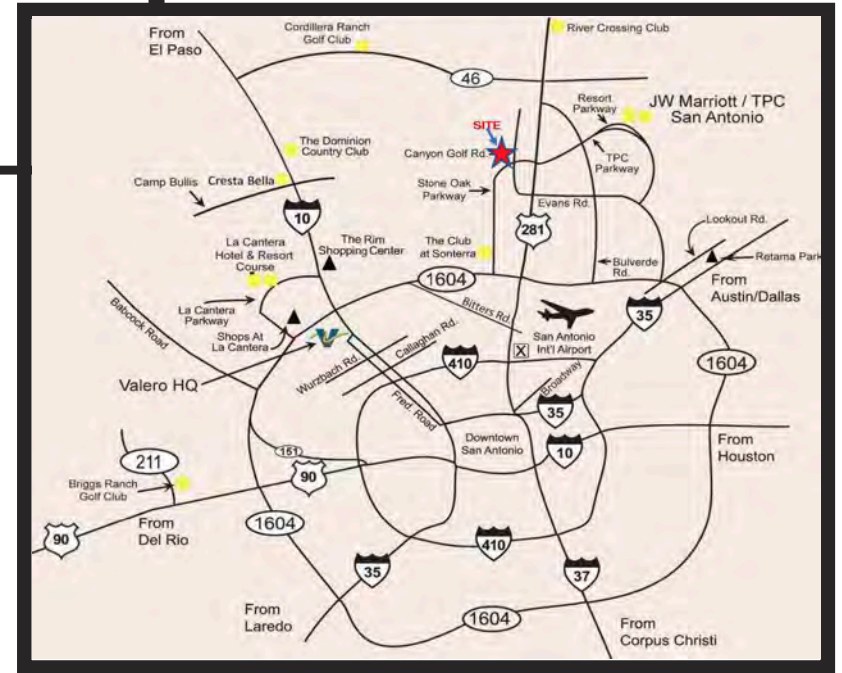 From
El Paso
Cordillera Ranch
Golf Club
River Crossing Club
46
Resort
Parkway
JW Marriott / TPC
San Antonio
SITE
Canyon Golf Rd.
TPC
Parkway
The Dominion
Country Club
Camp Bullis
Cresta Bella
Stone Oak
Parkway
Evans Rd.
10
281
Lookout Rd.
La Cantera
Hotel & Resort
Course
The Rim
Shopping Center
The Club
at Sonterra
Bulverde
Rd.
Retama Park
From
Austin/Dallas
1604
Babcock Road
La Cantera
Parkway
Bitters Rd.
35
Shops At
La Cantera
Callaghan Rd.
San Antonio
Int'l Airport
X
Wurzbach Rd.
410
1604
Valero HQ
Broadway
Fred. Road
35
Downtown
San Antonio
10
From
Houston
151
211
90
Briggs Ranch
Golf Club
From
Del Rio
1604
90
410
35
37
From
Laredo
1604
From
Corpus Christi